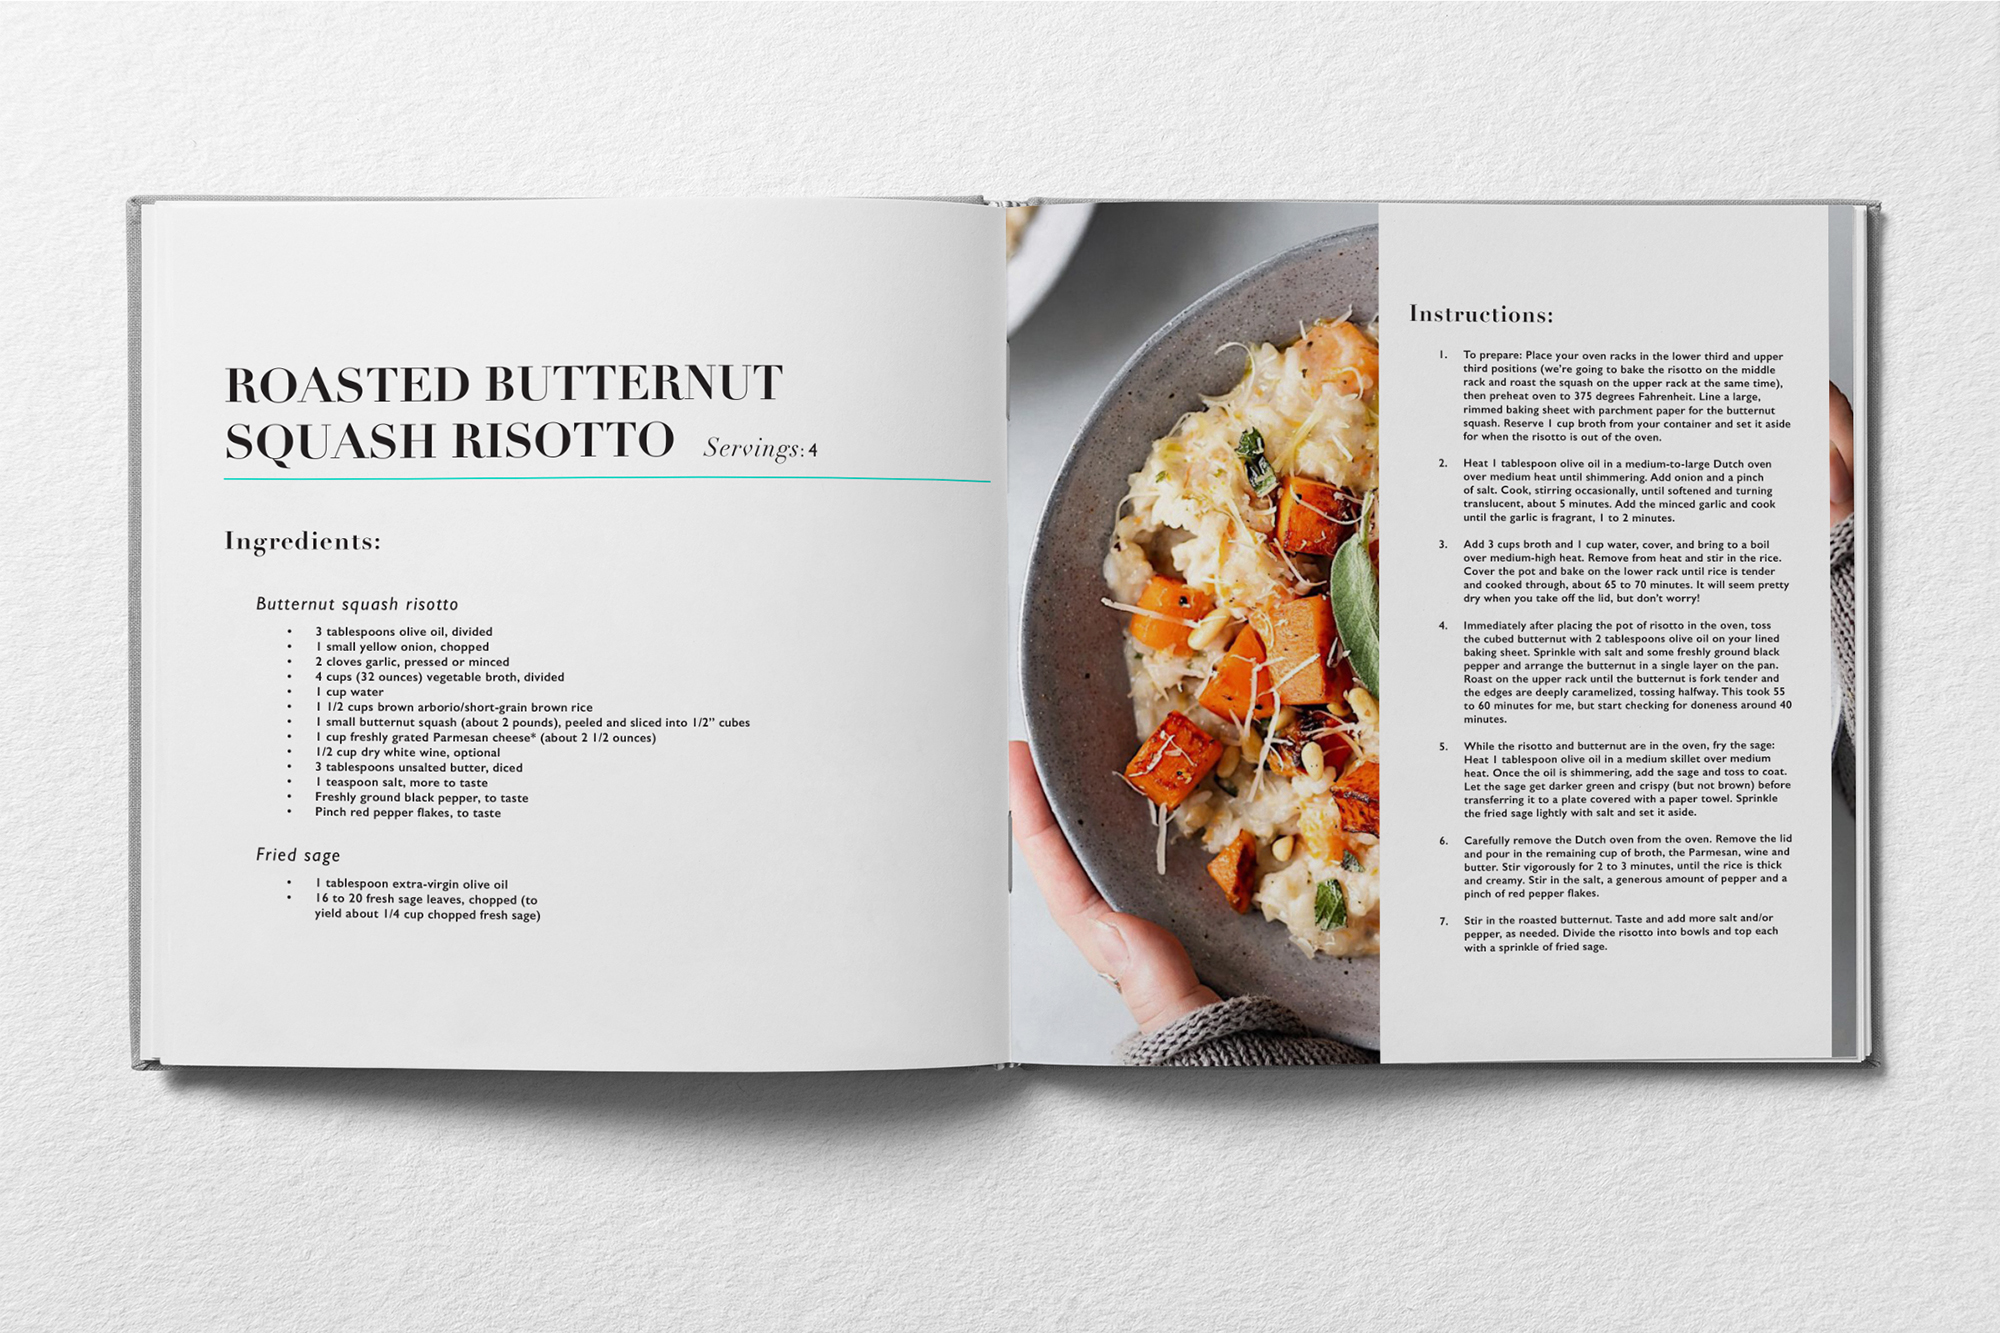 ROASTED BUTTERNUT
SQUASH RISOTTO Servings: 4
Ingredients:
Butternut squash risotto
• 3 tablespoons olive oil, divided
• 1 small yellow onion, chopped
• 2 cloves garlic, pressed or minced
• 4 cups (32 ounces) vegetable broth, divided
• 1 cup water
• 1 1/2 cups brown arborio/short-grain brown rice
• 1 small butternut squash (about 2 pounds), peeled and sliced into 1/2” cubes
• 1 cup freshly grated Parmesan cheese* (about 2 1/2 ounces)
• 1/2 cup dry white wine, optional
• 3 tablespoons unsalted butter, diced
• 1 teaspoon salt, more to taste
• Freshly ground black pepper, to taste
• Pinch red pepper flakes, to taste
Fried sage
• 1 tablespoon extra-virgin olive oil
• 16 to 20 fresh sage leaves, chopped (to
yield about 1/4 cup chopped fresh sage)
Instructions:
1. To prepare: Place your oven racks in the lower third and upper
third positions (we're going to bake the risotto on the middle
rack and roast the squash on the upper rack at the same time),
then preheat oven to 375 degrees Fahrenheit. Line a large,
rimmed baking sheet with parchment paper for the butternut
squash. Reserve 1 cup broth from your container and set it aside
for when the risotto is out of the oven.
2. Heat 1 tablespoon olive oil in a medium-to-large Dutch oven
over medium heat until shimmering. Add onion and a pinch
of salt. Cook, stirring occasionally, until softened and turning
translucent, about 5 minutes. Add the minced garlic and cook
until the garlic is fragrant, 1 to 2 minutes.
3. Add 3 cups broth and 1 cup water, cover, and bring to a boil
over medium-high heat. Remove from heat and stir in the rice.
Cover the pot and bake on the lower rack until rice is tender
and cooked through, about 65 to 70 minutes. It will seem pretty
dry when you take off the lid, but don't worry!
4. Immediately after placing the pot of risotto in the oven, toss
the cubed butternut with 2 tablespoons olive oil on your lined
baking sheet. Sprinkle with salt and some freshly ground black
pepper and arrange the butternut in a single layer on the pan.
Roast on the upper rack until the butternut is fork tender and
the edges are deeply caramelized, tossing halfway. This took 55
to 60 minutes for me, but start checking for doneness around 40
minutes.
5. While the risotto and butternut are in the oven, fry the sage:
Heat 1 tablespoon olive oil in a medium skillet over medium
heat. Once the oil is shimmering, add the sage and toss to coat.
Let the sage get darker green and crispy (but not brown) before
transferring it to a plate covered with a paper towel. Sprinkle
the fried sage lightly with salt and set it aside.
6. Carefully remove the Dutch oven from the oven. Remove the lid
and pour in the remaining cup of broth, the Parmesan, wine and
butter. Stir vigorously for 2 to 3 minutes, until the rice is thick
and creamy. Stir in the salt, a generous amount of pepper and a
pinch of red pepper flakes.
7. Stir in the roasted butternut. Taste and add more salt and/or
pepper, as needed. Divide the risotto into bowls and top each
with a sprinkle of fried sage.